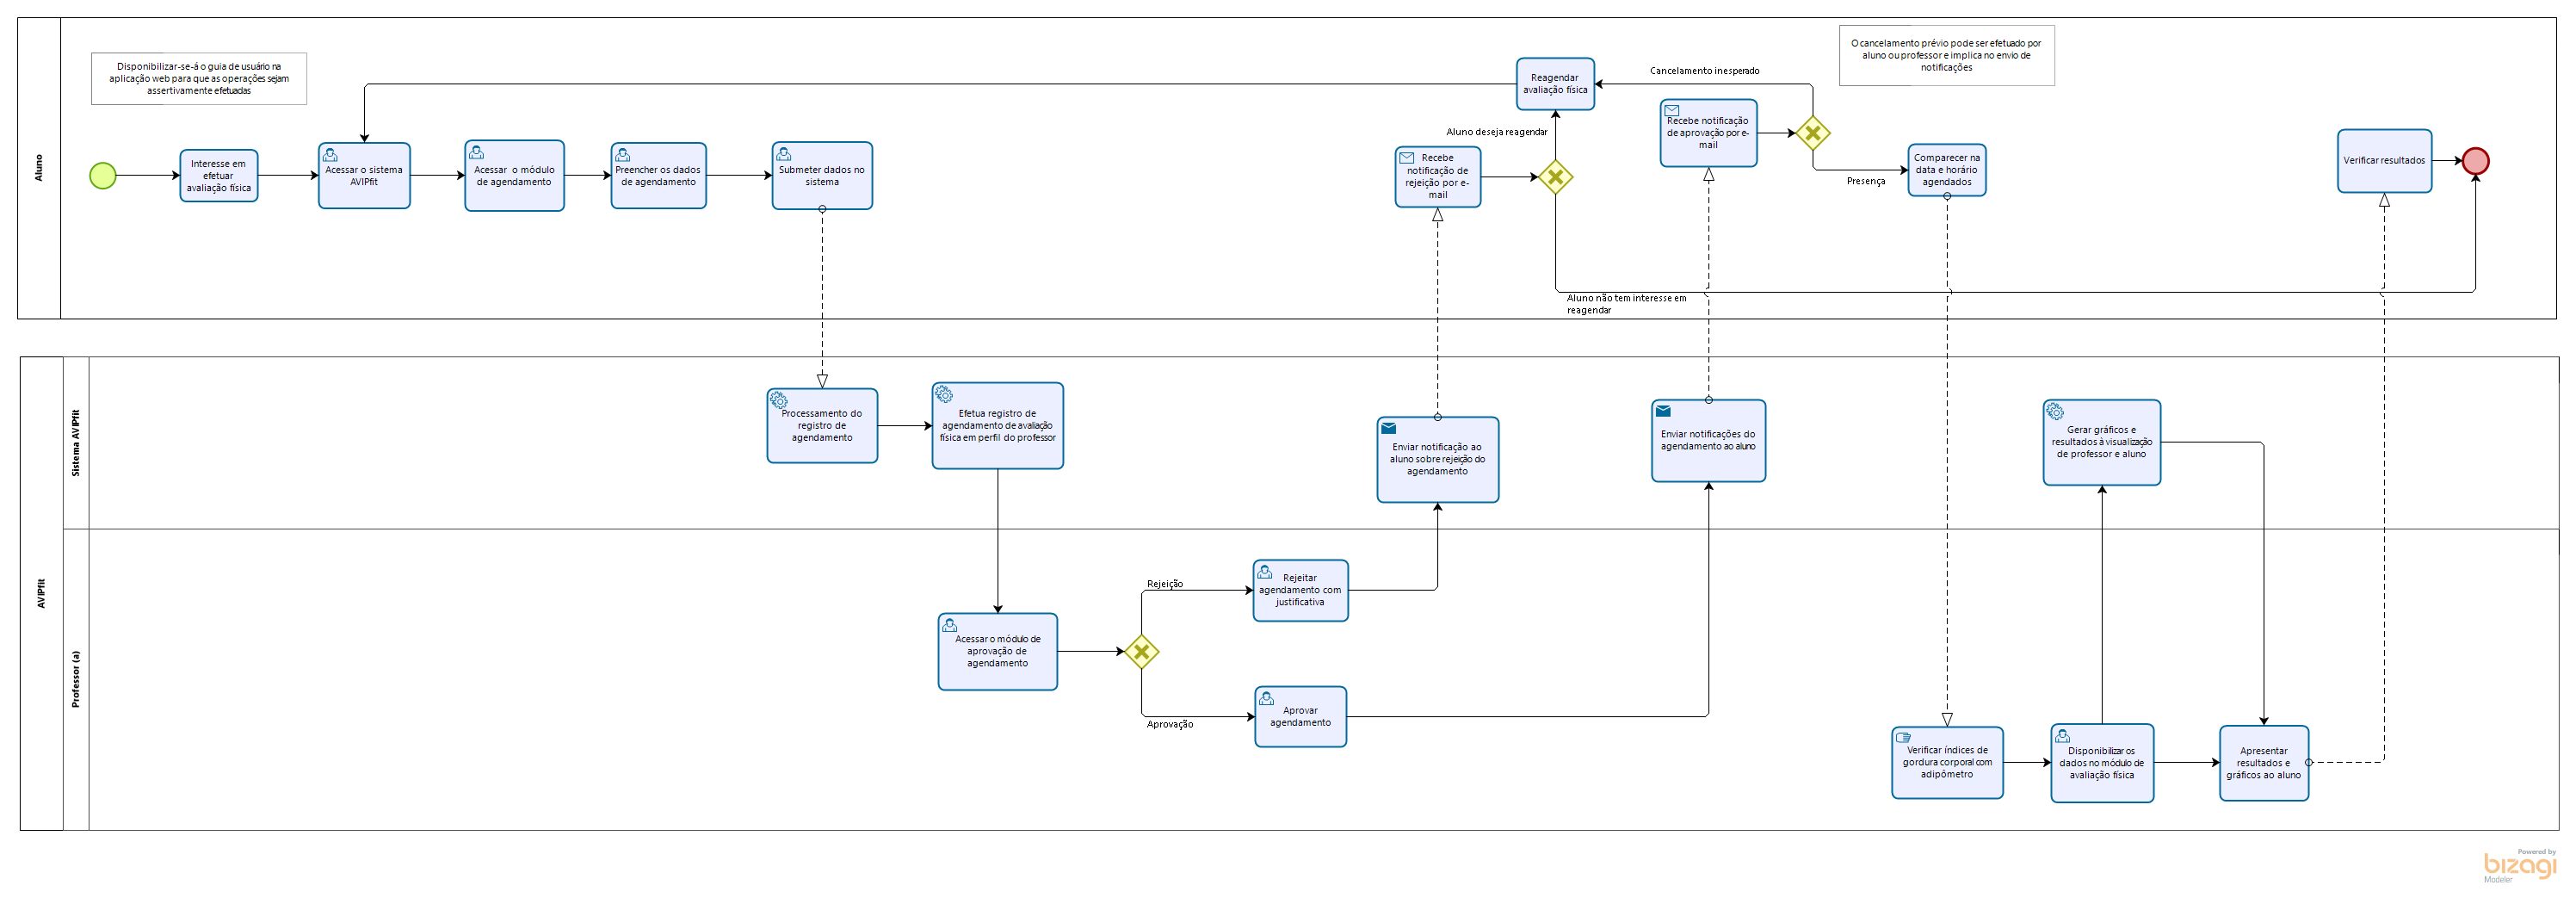 Aluno
Disponibilizar-se-á o guia de usuário na
aplicação web para que as operações sejam
assertivamente efetuadas
O cancelamento prévio pode ser efetuado por
aluno ou professor e implica no envio de
notificações
Interesse em
efetuar
avaliação física
Acessar o sistema
AVIPfit
Acessar o módulo
de agendamento
Preencher os dados
de agendamento
Submeter dados no
sistema
Recebe
notificação de
rejeição por e-
mail
Aluno deseja reagendar
Reagendar
avaliação física
Cancelamento inesperado
Recebe notificação
de aprovação por e-
mail
Presença
Comparecer na
data e horário
agendados
Verificar resultados
Aluno não tem interesse em
reagendar
AVIPfit
Sistema AVIPfit
Processamento do
registro de
agendamento
Efetua registro de
agendamento de avaliação
física em perfil do professor
Enviar notificação ao
aluno sobre rejeição do
agendamento
Enviar notificações do
agendamento ao aluno
Gerar gráficos e
resultados à visualização
de professor e aluno
Professor (a)
Acessar o módulo de
aprovação de
agendamento
Rejeição
Rejeitar
agendamento com
justificativa
Aprovação
Aprovar
agendamento
Verificar índices de
gordura corporal com
adipômetro
Disponibilizar os
dados no módulo de
avaliação física
Apresentar
resultados e
gráficos ao aluno
Powered by
bizagi
Modeler